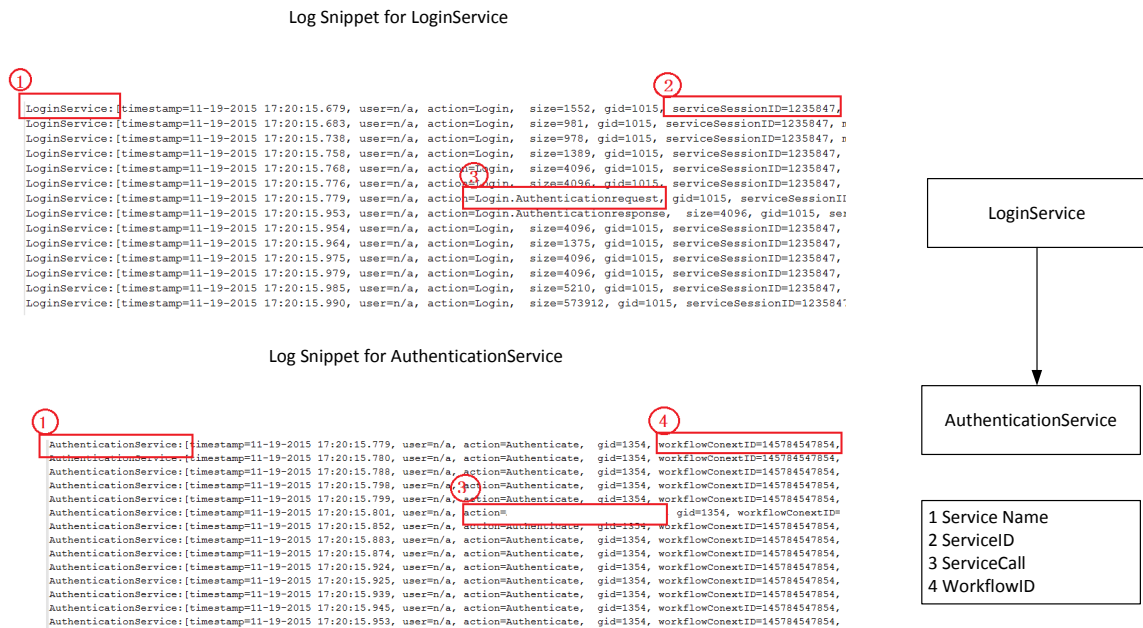 Log Snippet for LoginService
1
2
LoginService:[timestamp=11-19-2015 17:20:15.679, user=n/a, action=Login, size=1552, gid=1015, serviceSessionID=1235847,
LoginService:[timestamp=11-19-2015 17:20:15.683, user=n/a, action=Login, size=981, gid=1015, serviceSessionID=1235847,
LoginService:[timestamp=11-19-2015 17:20:15.738, user=n/a, action=Login, size=978, gid=1015, serviceSessionID=1235847,
LoginService:[timestamp=11-19-2015 17:20:15.758, user=n/a, action=Login, size=1389, gid=1015, serviceSessionID=1235847,
LoginService:[timestamp=11-19-2015 17:20:15.768, user=n/a, action=Login, size=4096, gid=1015, serviceSessionID=1235847,
3
LoginService:[timestamp=11-19-2015 17:20:15.776, user=n/a, action=Login, size=4096, gid=1015, serviceSessionID=1235847,
LoginService:[timestamp=11-19-2015 17:20:15.779, user=n/a, action=Login.Authenticationrequest, gid=1015, serviceSessionID
LoginService:[timestamp=11-19-2015 17:20:15.953, user=n/a, action=Login.Authenticationresponse, size=4096, gid=1015, ser
LoginService:[timestamp=11-19-2015 17:20:15.954, user=n/a, action=Login, size=4096, gid=1015, serviceSessionID=1235847,
LoginService:[timestamp=11-19-2015 17:20:15.964, user=n/a, action=Login, size=1375, gid=1015, serviceSessionID=1235847,
LoginService:[timestamp=11-19-2015 17:20:15.975, user=n/a, action=Login, size=4096, gid=1015, serviceSessionID=1235847,
LoginService:[timestamp=11-19-2015 17:20:15.979, user=n/a, action=Login, size=4096, gid=1015, serviceSessionID=1235847,
LoginService:[timestamp=11-19-2015 17:20:15.985, user=n/a, action=Login, size=5210, gid=1015, serviceSessionID=1235847,
LoginService:[timestamp=11-19-2015 17:20:15.990, user=n/a, action=Login, size=573912, gid=1015, serviceSessionID=123584
LoginService
Log Snippet for AuthenticationService
1
4
AuthenticationService:[timestamp=11-19-2015 17:20:15.779, user=n/a, action=Authenticate, gid=1354, workflowConextID=145784547854,
AuthenticationService:[timestamp=11-19-2015 17:20:15.780, user=n/a, action=Authenticate, gid=1354, workflowConextID=145784547854,
AuthenticationService:[timestamp=11-19-2015 17:20:15.788, user=n/a, action=Authenticate, gid=1354, workflowConextID=145784547854,
AuthenticationService:[timestamp=11-19-2015 17:20:15.798, user=n/a, action=Authenticate, gid=1354, workflowConextID=145784547854,
3
AuthenticationService:[timestamp=11-19-2015 17:20:15.799, user=n/a, action=Authenticate, gid=1354, workflowConextID=145784547854,
AuthenticationService:[timestamp=11-19-2015 17:20:15.801, user=n/a, action= gid=1354, workflowConextID=
AuthenticationService:[timestamp=11-19-2015 17:20:15.852, user=n/a, action=Authenticate, gid=1354, workflowConextID=145784547854,
AuthenticationService:[timestamp=11-19-2015 17:20:15.883, user=n/a, action=Authenticate, gid=1354, workflowConextID=145784547854,
AuthenticationService:[timestamp=11-19-2015 17:20:15.874, user=n/a, action=Authenticate, gid=1354, workflowConextID=145784547854,
AuthenticationService:[timestamp=11-19-2015 17:20:15.924, user=n/a, action=Authenticate, gid=1354, workflowConextID=145784547854,
AuthenticationService:[timestamp=11-19-2015 17:20:15.925, user=n/a, action=Authenticate, gid=1354, workflowConextID=145784547854,
AuthenticationService:[timestamp=11-19-2015 17:20:15.939, user=n/a, action=Authenticate, gid=1354, workflowConextID=145784547854,
AuthenticationService:[timestamp=11-19-2015 17:20:15.945, user=n/a, action=Authenticate, gid=1354, workflowConextID=145784547854,
AuthenticationService:[timestamp=11-19-2015 17:20:15.953, user=n/a, action=Authenticate, gid=1354, workflowConextID=145784547854,
AuthenticationService
1 Service Name
2 ServiceID
3 ServiceCall
4 WorkflowID